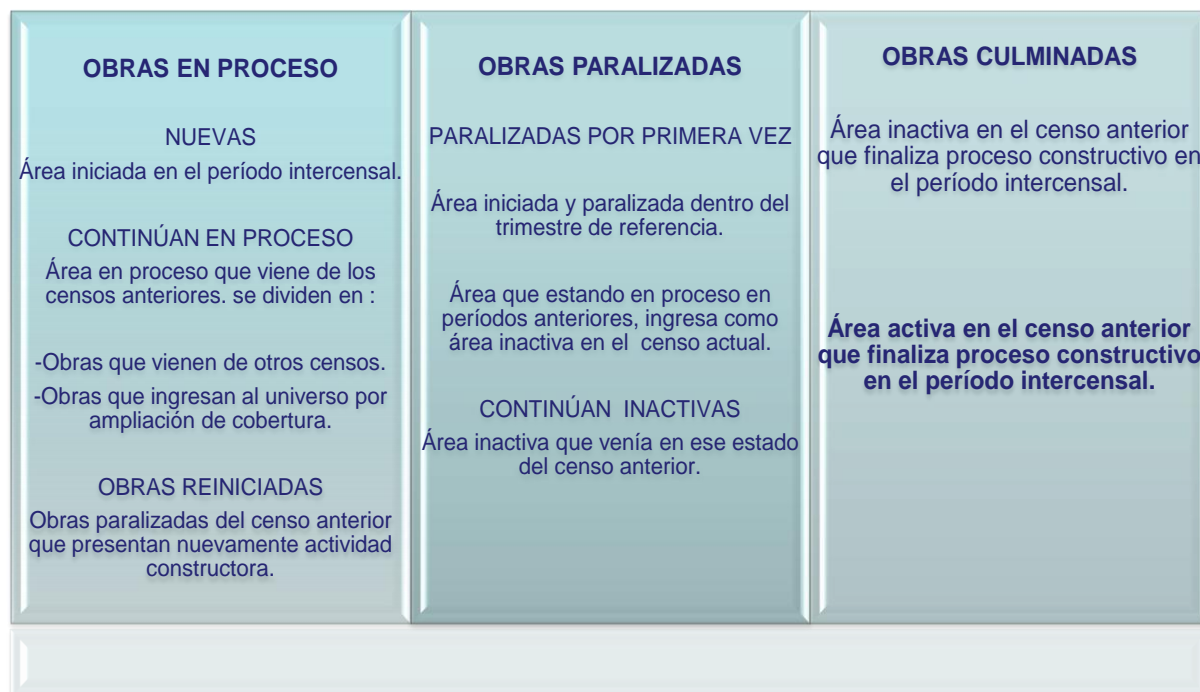 OBRAS EN PROCESO
NUEVAS
Área iniciada en el período intercensal.
CONTINÚAN EN PROCESO
Área en proceso que viene de los
censos anteriores. se dividen en :
-Obras que vienen de otros censos.
-Obras que ingresan al universo por
ampliación de cobertura.
OBRAS REINICIADAS
Obras paralizadas del censo anterior
que presentan nuevamente actividad
constructora.
OBRAS PARALIZADAS
PARALIZADAS POR PRIMERA VEZ
Área iniciada y paralizada dentro del
trimestre de referencia.
Área que estando en proceso en
períodos anteriores, ingresa como
área inactiva en el censo actual.
CONTINÚAN INACTIVAS
Área inactiva que venía en ese estado
del censo anterior.
OBRAS CULMINADAS
Área inactiva en el censo anterior
que finaliza proceso constructivo en
el período intercensal.
Área activa en el censo anterior
que finaliza proceso constructivo
en el período intercensal.